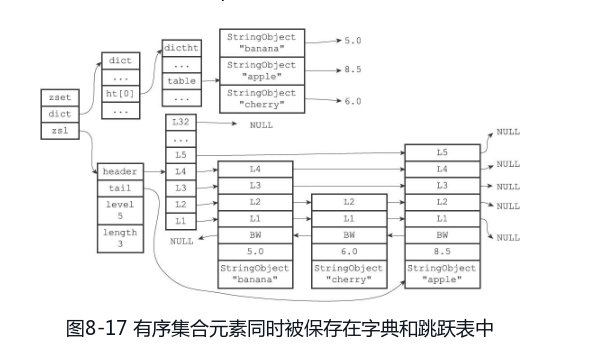 zset
dict
zsl
dict
...
ht[0]
...
dictht
...
table
...
StringObject
"banana"
5.0
StringObject
"apple"
8.5
StringObject
"cherry"
6.0
header
tail
level
5
length
3
L32
NULL
...
L5
L4
L3
L2
L1
NULL
L4
L3
L2
L1
BW
5.0
StringObject
"banana"
L2
L1
BW
6.0
StringObject
"cherry"
L5
L4
L3
L2
L1
BW
8.5
StringObject
"apple"
NULL
NULL
NULL
NULL
NULL
图8-17 有序集合元素同时被保存在字典和跳跃表中